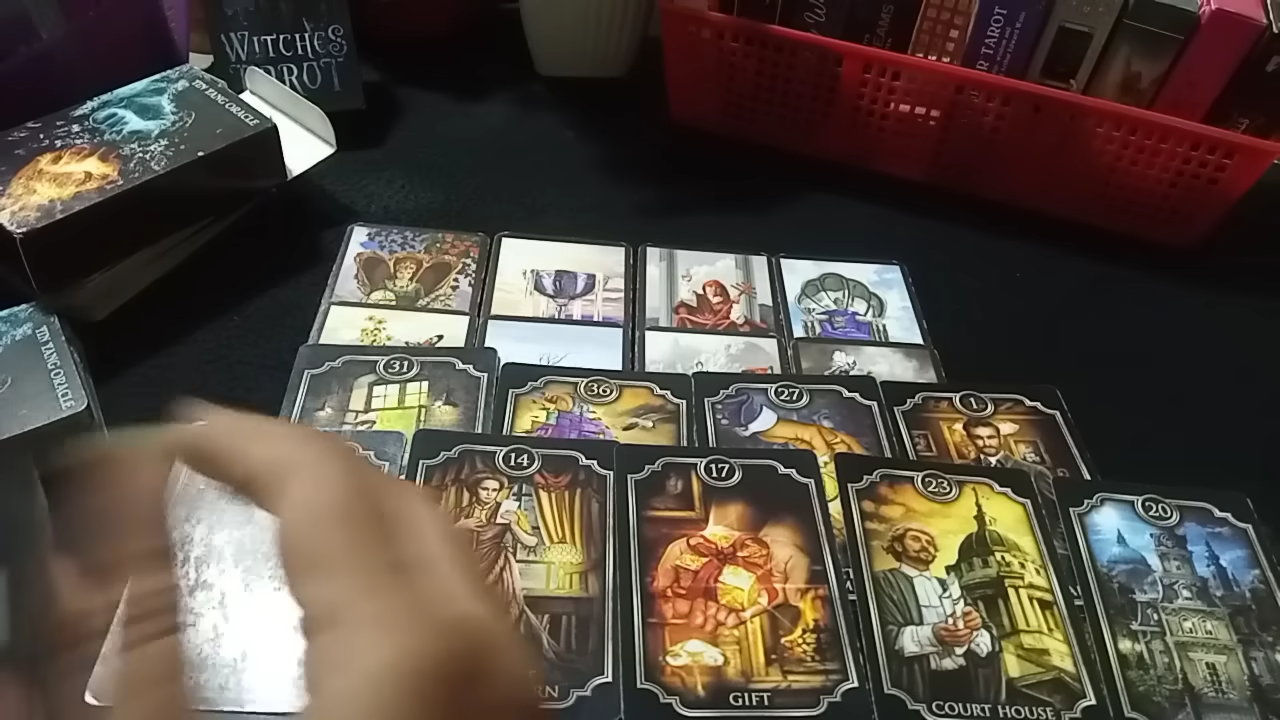 WITCHES
TAROT
YIN YANG ORACLE
YIN YANG ORACLE
TAROT
31
36
27
1
14
17
GIFT
23
COURT HOUSE
20